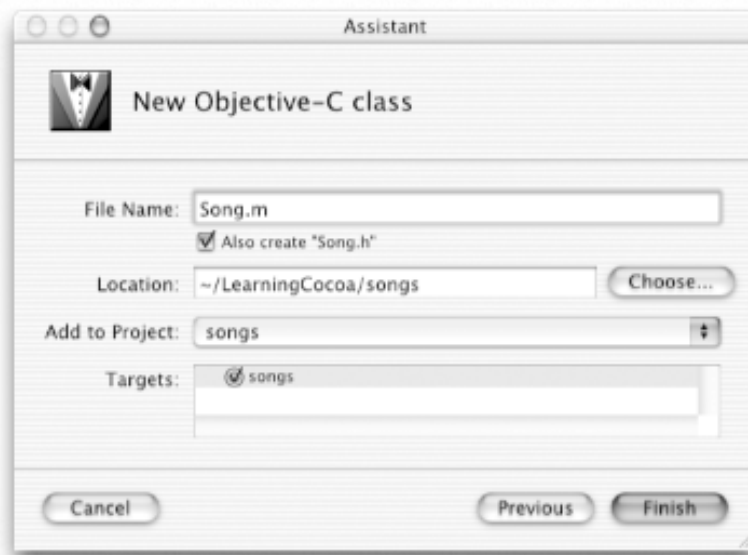 Assistant
New Objective-C class
File Name: Song.m
Also create "Song.h"
Location: ~/LearningCocoa/songs Choose...
Add to Project: songs
Targets: songs
Cancel Previous Finish